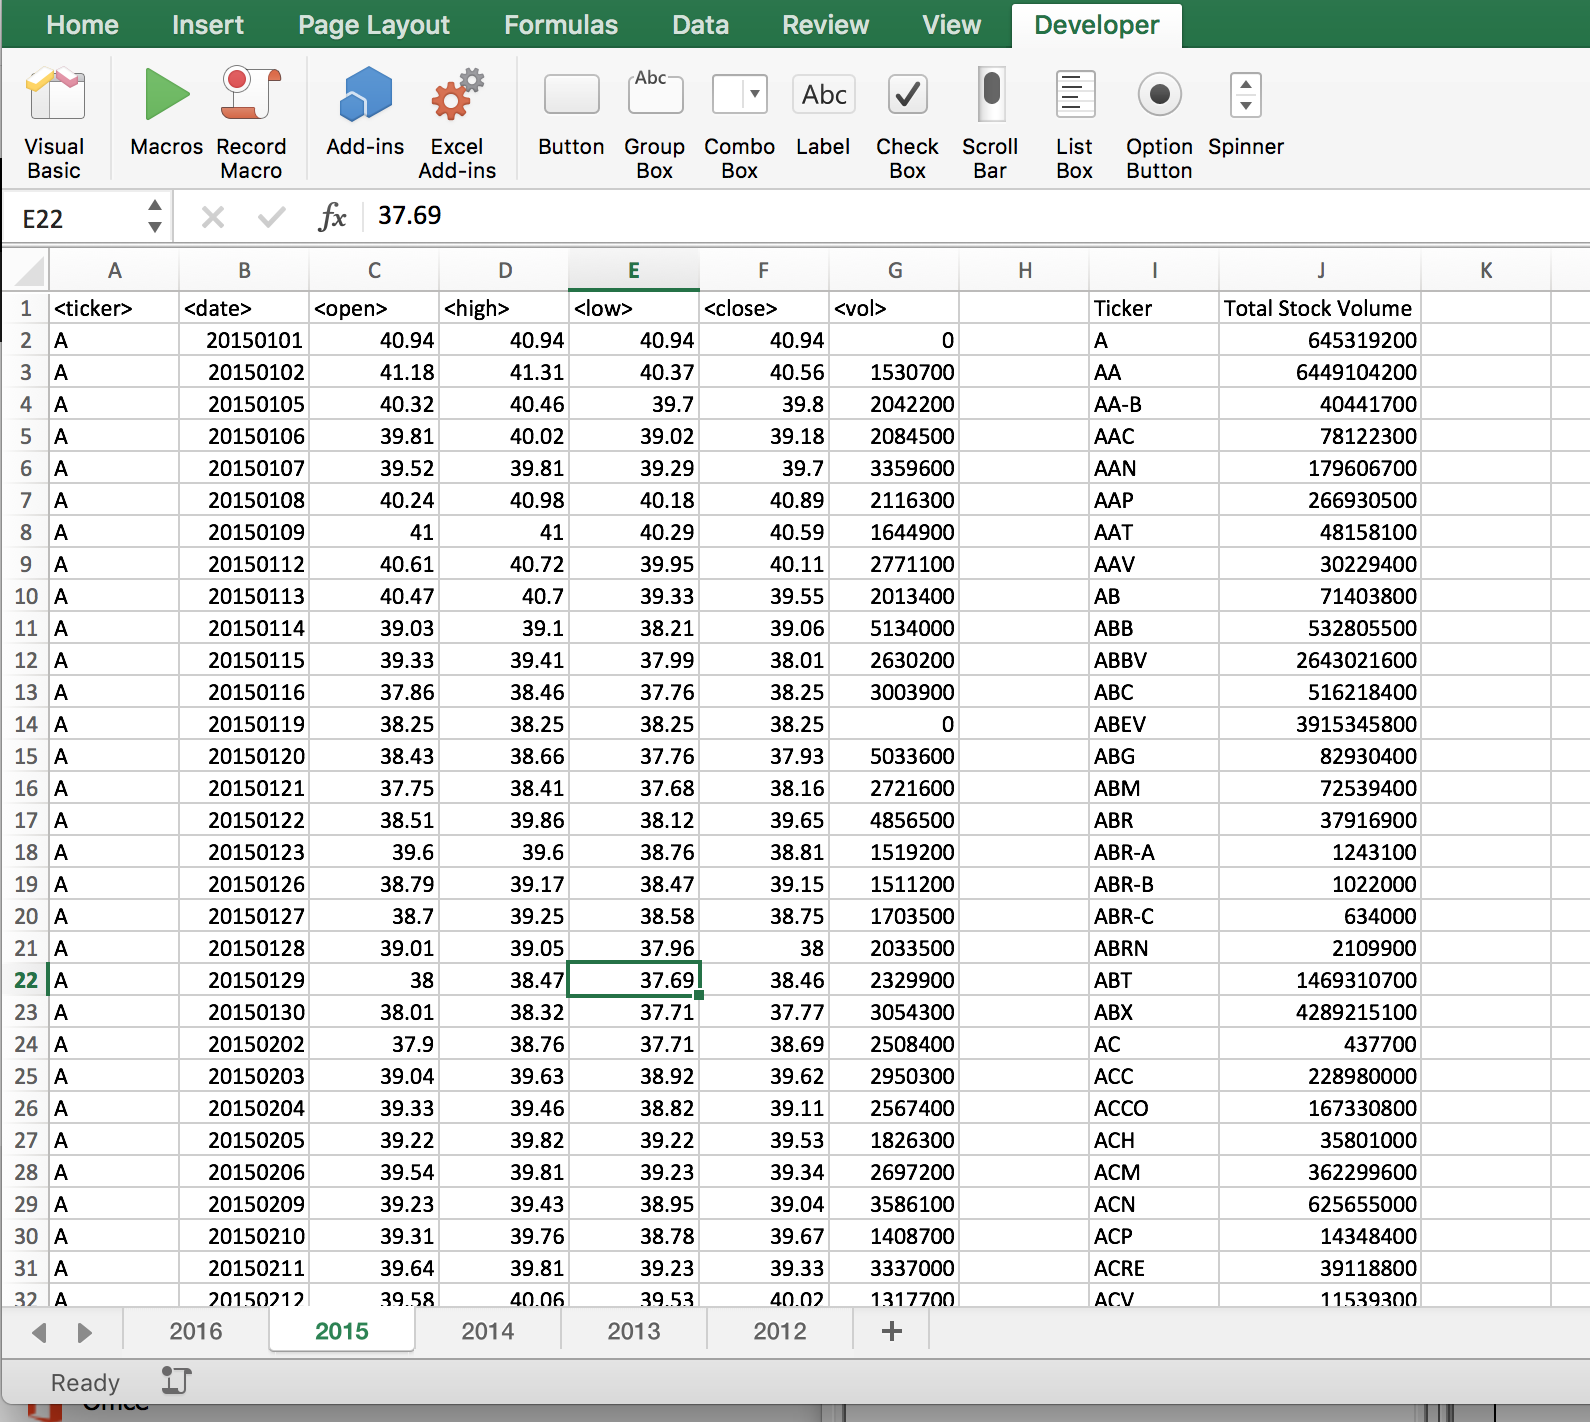 Home Insert Page Layout Formulas Data Review View Developer
Visual Basic Macros Record Macro Add-ins Excel Add-ins Button Group Box Combo Box Label Check Box Scroll Bar List Box Option Button Spinner
Abc Abc
E22 fx 37.69
A B C D E F G H I J K
1 <ticker> <date> <open> <high> <low> <close> <vol> Ticker Total Stock Volume
2 A 20150101 40.94 40.94 40.94 40.94 0 A 645319200
3 A 20150102 41.18 41.31 40.37 40.56 1530700 AA 6449104200
4 A 20150105 40.32 40.46 39.7 39.8 2042200 AA-B 40441700
5 A 20150106 39.81 40.02 39.02 39.18 2084500 AAC 78122300
6 A 20150107 39.52 39.81 39.29 39.7 3359600 AAN 179606700
7 A 20150108 40.24 40.98 40.18 40.89 2116300 AAP 266930500
8 A 20150109 41 41 40.29 40.59 1644900 AAT 48158100
9 A 20150112 40.61 40.72 39.95 40.11 2771100 AAV 30229400
10 A 20150113 40.47 40.7 39.33 39.55 2013400 AB 71403800
11 A 20150114 39.03 39.1 38.21 39.06 5134000 ABB 532805500
12 A 20150115 39.33 39.41 37.99 38.01 2630200 ABBV 2643021600
13 A 20150116 37.86 38.46 37.76 38.25 3003900 ABC 516218400
14 A 20150119 38.25 38.25 38.25 38.25 0 ABEV 3915345800
15 A 20150120 38.43 38.66 37.76 37.93 5033600 ABG 82930400
16 A 20150121 37.75 38.41 37.68 38.16 2721600 ABM 72539400
17 A 20150122 38.51 39.86 38.12 39.65 4856500 ABR 37916900
18 A 20150123 39.6 39.6 38.76 38.81 1519200 ABR-A 1243100
19 A 20150126 38.79 39.17 38.47 39.15 1511200 ABR-B 1022000
20 A 20150127 38.7 39.25 38.58 38.75 1703500 ABR-C 634000
21 A 20150128 39.01 39.05 37.96 38 2033500 ABRN 2109900
22 A 20150129 38 38.47 37.69 38.46 2329900 ABT 1469310700
23 A 20150130 38.01 38.32 37.71 37.77 3054300 ABX 4289215100
24 A 20150202 37.9 38.76 37.71 38.69 2508400 AC 437700
25 A 20150203 39.04 39.63 38.92 39.62 2950300 ACC 228980000
26 A 20150204 39.33 39.46 38.82 39.11 2567400 ACCO 167330800
27 A 20150205 39.22 39.82 39.22 39.53 1826300 ACH 35801000
28 A 20150206 39.54 39.81 39.23 39.34 2697200 ACM 362299600
29 A 20150209 39.23 39.43 38.95 39.04 3586100 ACN 625655000
30 A 20150210 39.31 39.76 38.78 39.67 1408700 ACP 14348400
31 A 20150211 39.64 39.81 39.23 39.33 3337000 ACRE 39118800
32 A 20150212 39.58 40.06 39.53 40.02 1317700 ACV 11539300
2016 2015 2014 2013 2012 +
Ready
Office